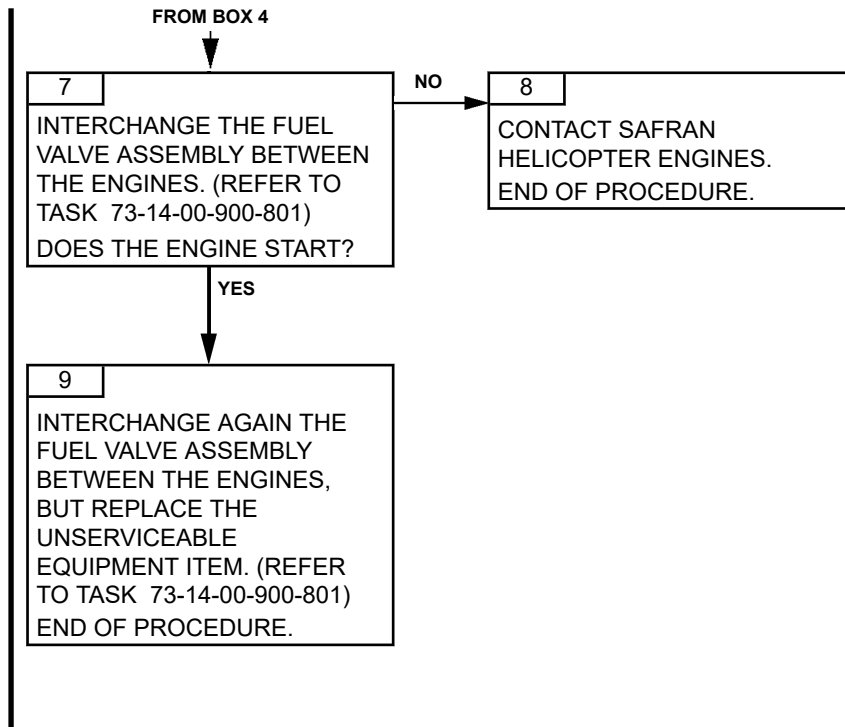 FROM BOX 4
7
INTERCHANGE THE FUEL
VALVE ASSEMBLY BETWEEN
THE ENGINES. (REFER TO
TASK 73-14-00-900-801)
DOES THE ENGINE START?
NO
8
CONTACT SAFRAN
HELICOPTER ENGINES.
END OF PROCEDURE.
YES
9
INTERCHANGE AGAIN THE
FUEL VALVE ASSEMBLY
BETWEEN THE ENGINES,
BUT REPLACE THE
UNSERVICEABLE
EQUIPMENT ITEM. (REFER
TO TASK 73-14-00-900-801)
END OF PROCEDURE.